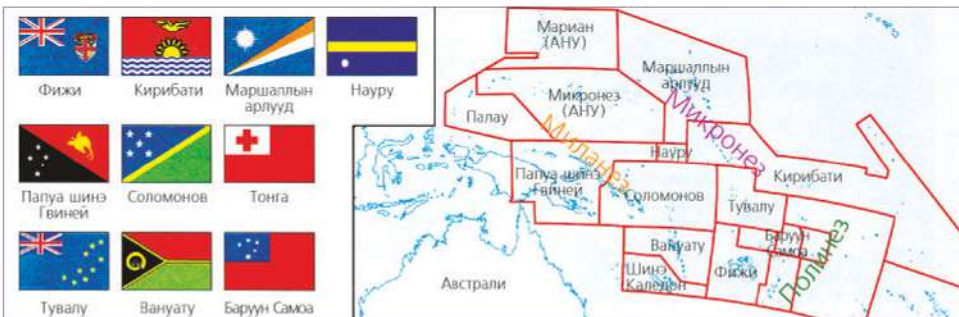 Фижи
Кирибати
Маршаллын
арлууд
Науру
Папуа шинэ
Гвиней
Соломонов
Тонга
Тувалу
Вануату
Баруун Самоа
Мариан
(АНУ)
Маршаллын
арлууд
Микронез
(АНУ)
Палау
Миланез
Микронез
Науру
Кирибати
Папуа шинэ
Гвиней
Соломонов
Тувалу
Баруун
Самоа
Полинез
Вануату
Фижи
Шинэ
Каледон
Австрали